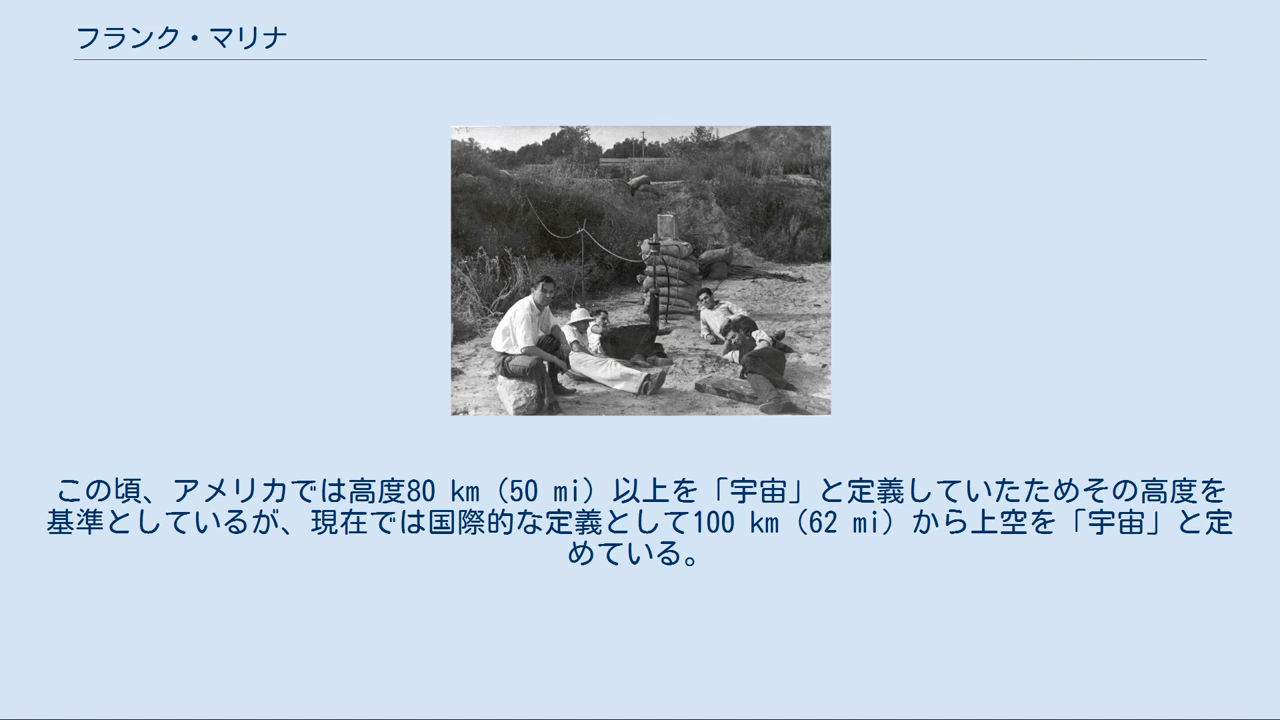 フランク・マリナ
この頃、アメリカでは高度80 km（50 mi）以上を「宇宙」と定義していたためその高度を
基準としているが、現在では国際的な定義として100 km（62 mi）から上空を「宇宙」と定
めている。